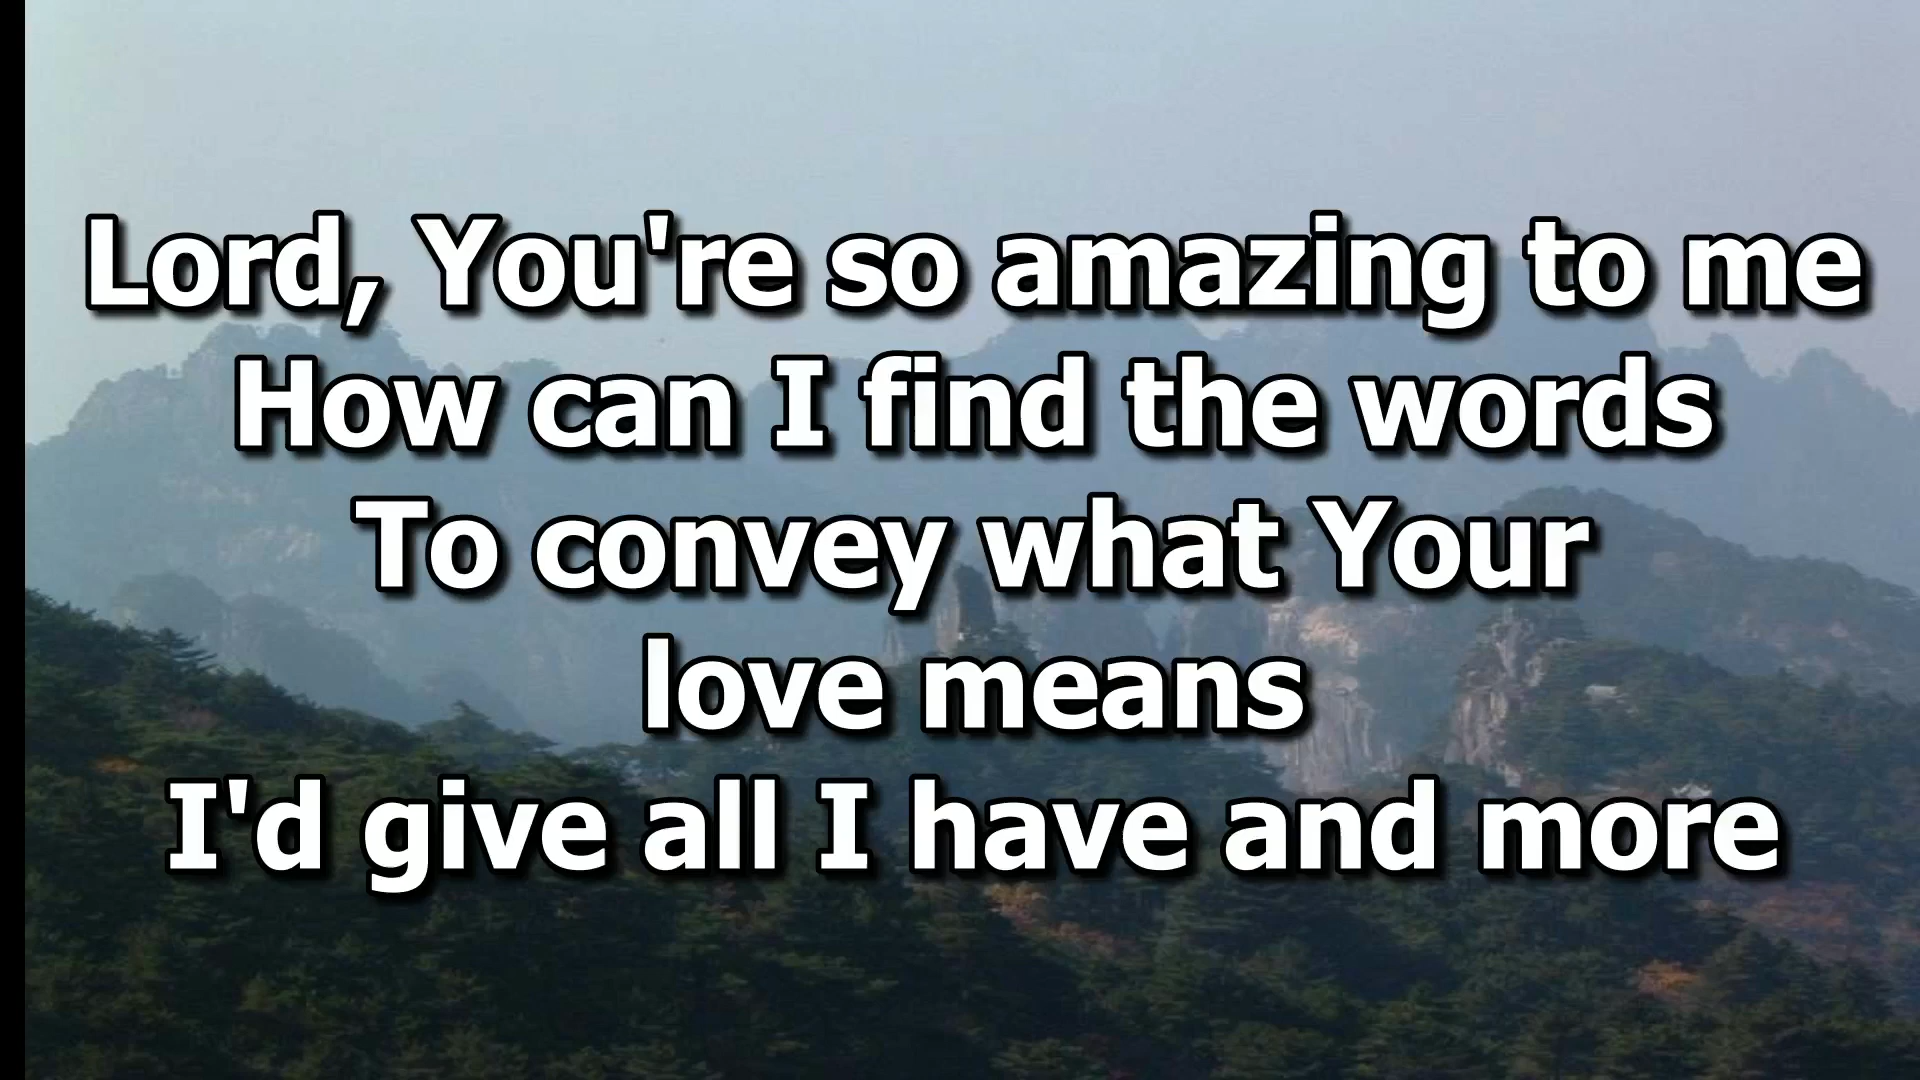 Lord, You're so amazing to me
How can I find the words
To convey what Your
love means
I'd give all I have and more